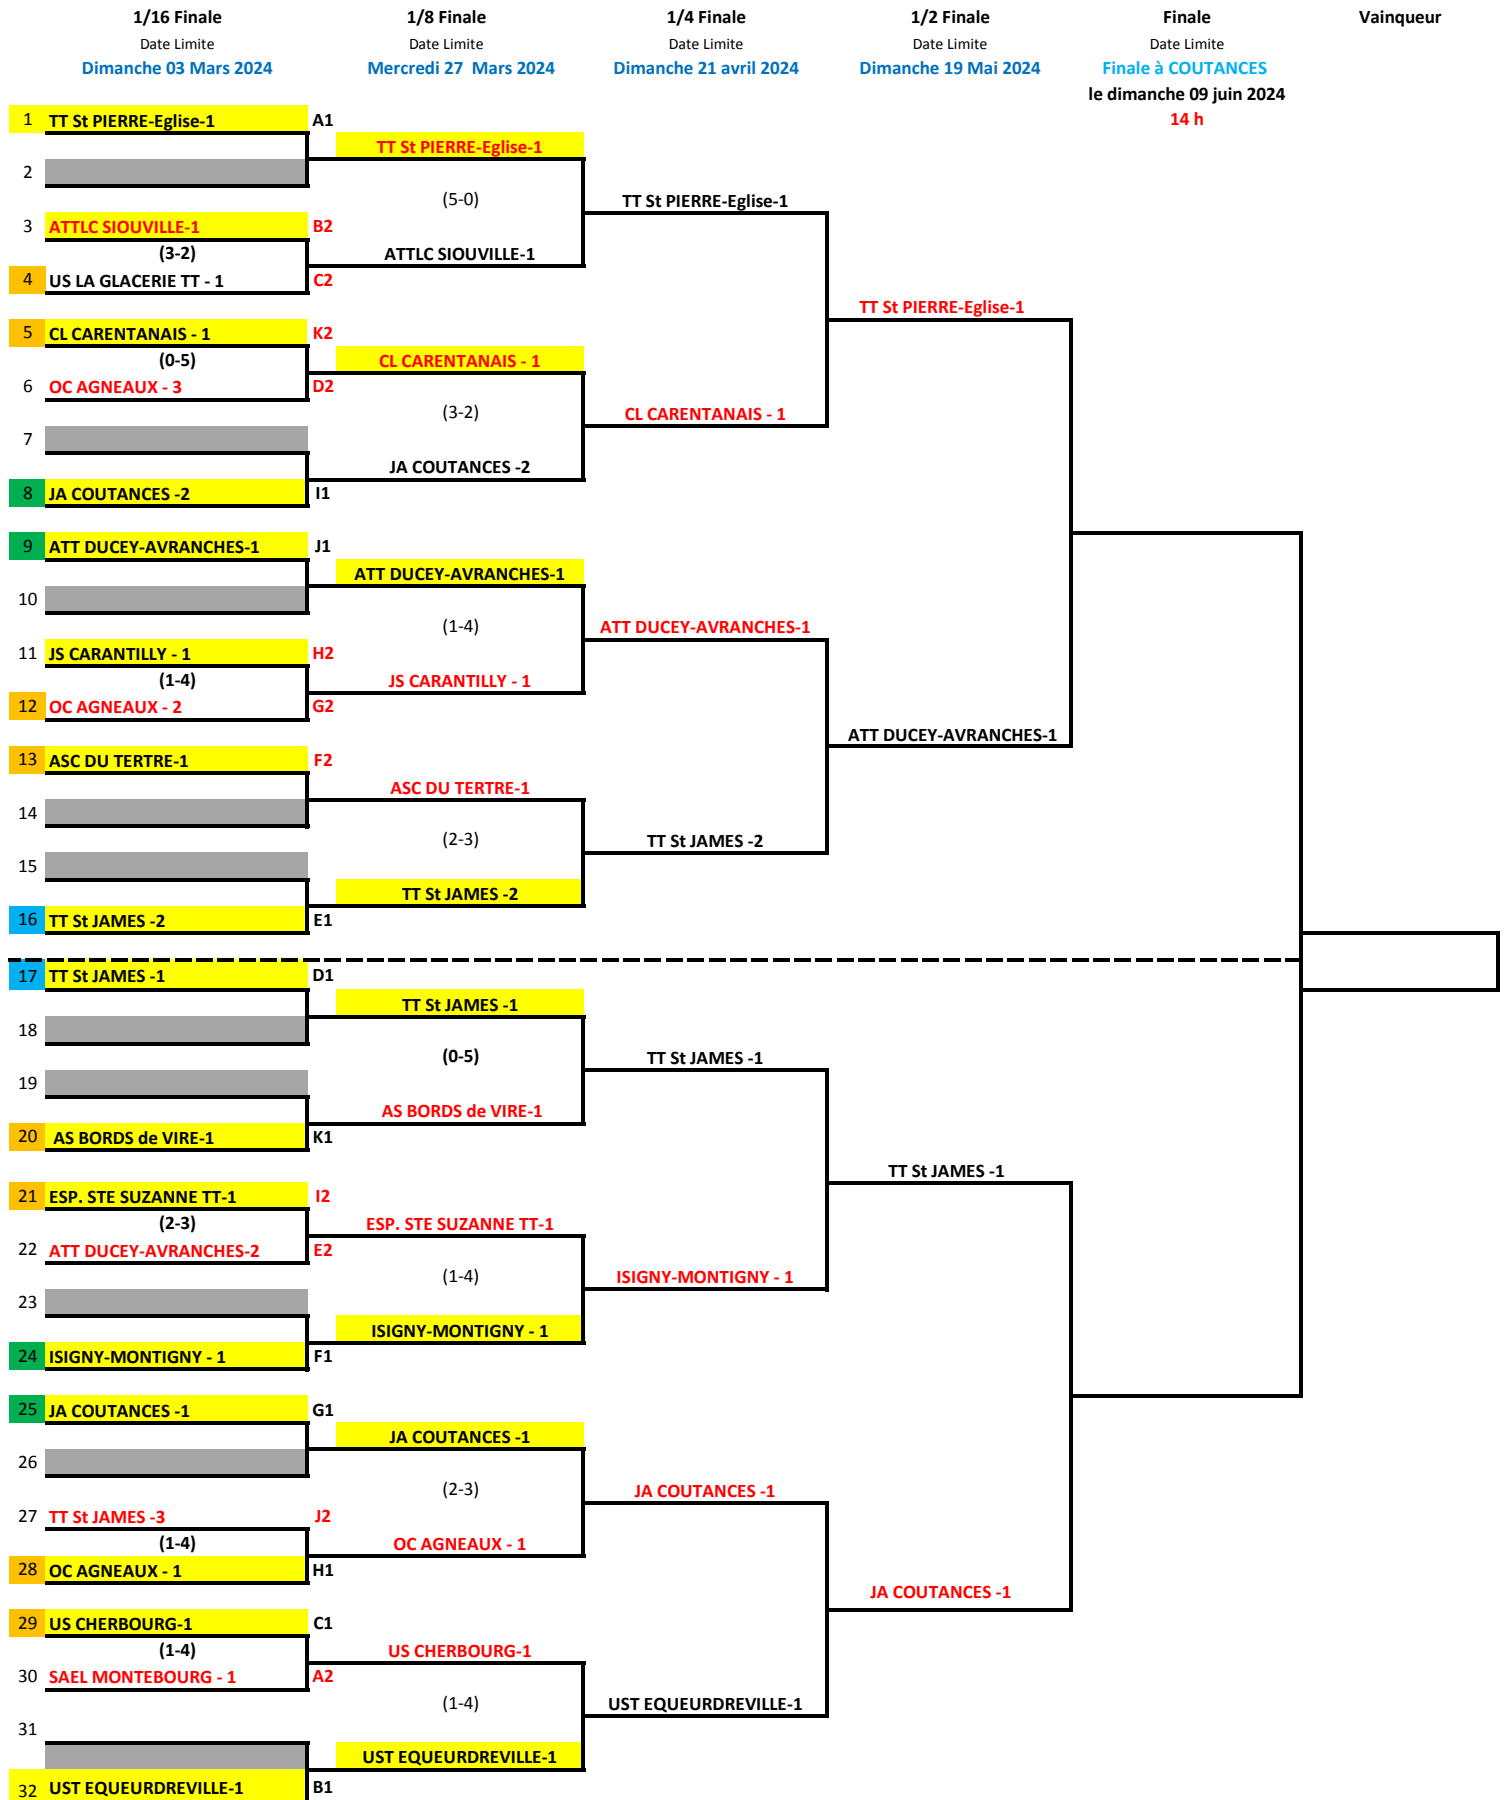 1/16 Finale 1/8 Finale 1/4 Finale 1/2 Finale Finale Vainqueur
Date Limite Date Limite Date Limite Date Limite Date Limite
Dimanche 03 Mars 2024 Mercredi 27 Mars 2024 Dimanche 21 avril 2024 Dimanche 19 Mai 2024 Finale à COUTANCES
le dimanche 09 juin 2024
1 TT St PIERRE-Eglise-1 A1 14 h
TT St PIERRE-Eglise-1
2
(5-0) TT St PIERRE-Eglise-1
3 ATTLC SIOUVILLE-1 B2
(3-2) ATTLC SIOUVILLE-1
4 US LA GLACERIE TT - 1 C2
TT St PIERRE-Eglise-1
5 CL CARENTANAIS - 1 K2
(0-5) CL CARENTANAIS - 1
6 OC AGNEAUX - 3 D2
(3-2) CL CARENTANAIS - 1
7
JA COUTANCES -2
8 JA COUTANCES -2 I1
9 ATT DUCEY-AVRANCHES-1 J1
ATT DUCEY-AVRANCHES-1
10
(1-4) ATT DUCEY-AVRANCHES-1
11 JS CARANTILLY - 1 H2
(1-4) JS CARANTILLY - 1
12 OC AGNEAUX - 2 G2
ATT DUCEY-AVRANCHES-1
13 ASC DU TERTRE-1 F2
ASC DU TERTRE-1
14
(2-3) TT St JAMES -2
15
TT St JAMES -2
16 TT St JAMES -2 E1
17 TT St JAMES -1 D1
TT St JAMES -1
18
(0-5) TT St JAMES -1
19
AS BORDS de VIRE-1
20 AS BORDS de VIRE-1 K1
TT St JAMES -1
21 ESP. STE SUZANNE TT-1 I2
(2-3) ESP. STE SUZANNE TT-1
22 ATT DUCEY-AVRANCHES-2 E2
(1-4) ISIGNY-MONTIGNY - 1
23
ISIGNY-MONTIGNY - 1
24 ISIGNY-MONTIGNY - 1 F1
25 JA COUTANCES -1 G1
JA COUTANCES -1
26
(2-3) JA COUTANCES -1
27 TT St JAMES -3 J2
(1-4) OC AGNEAUX - 1
28 OC AGNEAUX - 1 H1
JA COUTANCES -1
29 US CHERBOURG-1 C1
(1-4) US CHERBOURG-1
30 SAEL MONTEBOURG - 1 A2
(1-4) UST EQUEURDREVILLE-1
31
UST EQUEURDREVILLE-1
32 UST EQUEURDREVILLE-1 B1